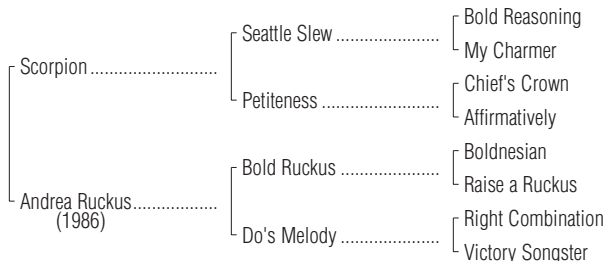 Bold Reasoning
Seattle Slew ......................
My Charmer
Scorpion ...........................
Chief's Crown
Petiteness .........................
Affirmatively
Boldnesian
Bold Ruckus .....................
Raise a Ruckus
Andrea Ruckus..................
(1986)
Right Combination
Do's Melody .....................
Victory Songster